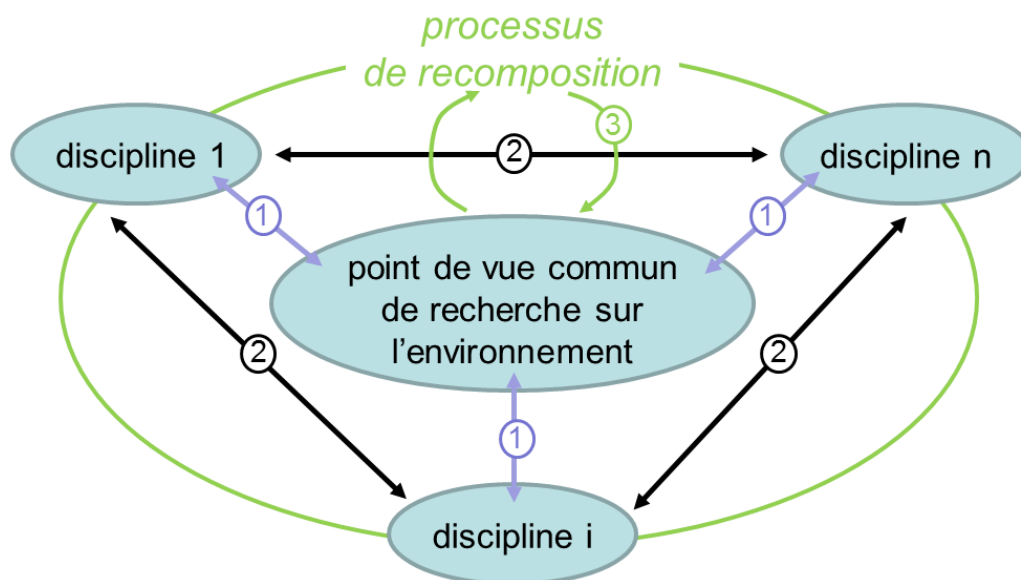 processus
de recomposition
3
discipline 1
2
discipline n
1
1
point de vue commun
de recherche sur
l’environnement
2
2
1
discipline i